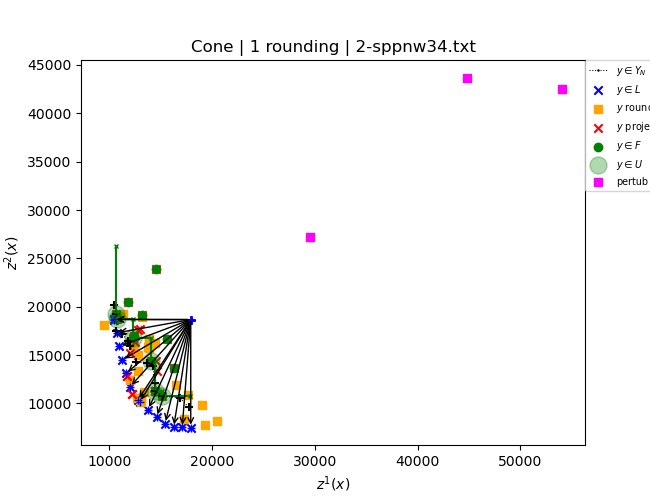 Cone | 1 rounding | 2-sppnw34.txt
45000
40000
35000
30000
25000
20000
15000
10000
z²(x)
10000 20000 30000 40000 50000
z¹(x)
y ∈ Y_N
y ∈ L
y round
y proje
y ∈ F
y ∈ U
pertub